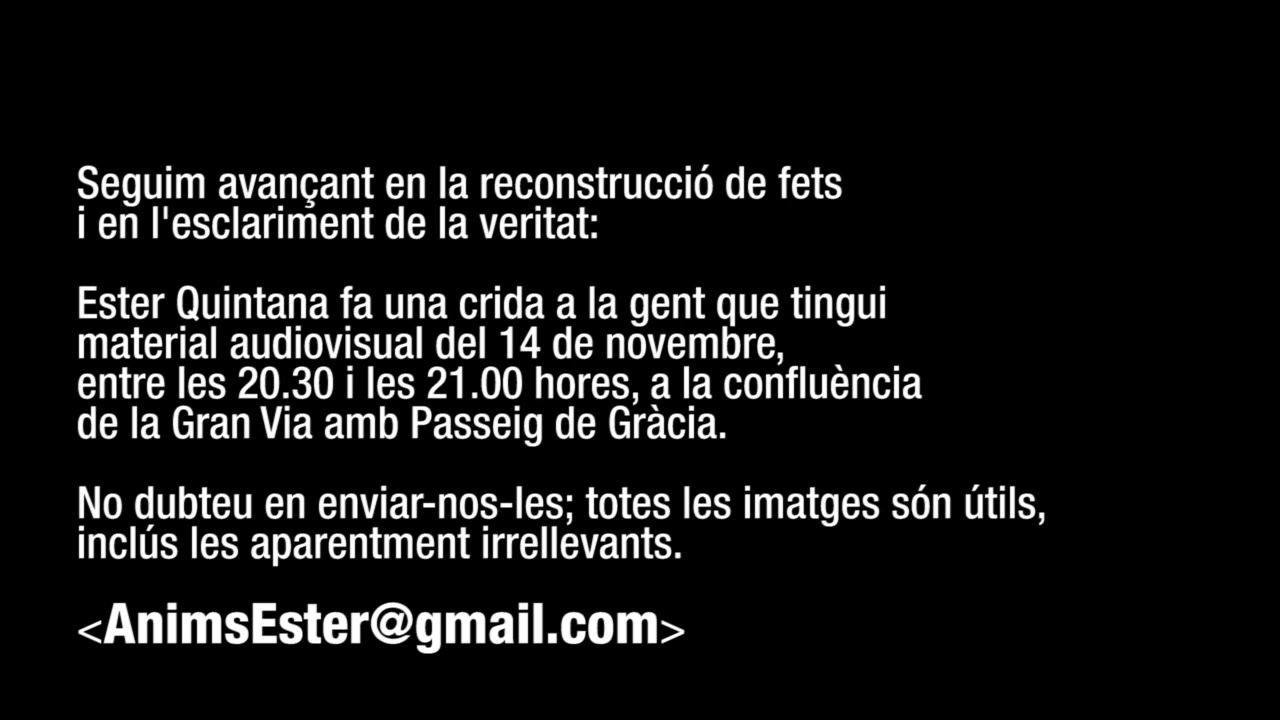 Seguim avançant en la reconstrucció de fets
i en l'esclariment de la veritat:
Ester Quintana fa una crida a la gent que tingui
material audiovisual del 14 de novembre,
entre les 20.30 i les 21.00 hores, a la confluència
de la Gran Via amb Passeig de Gràcia.
No dubteu en enviar-nos-les; totes les imatges són útils,
inclús les aparentment irrellevants.
<AnimsEster@gmail.com>